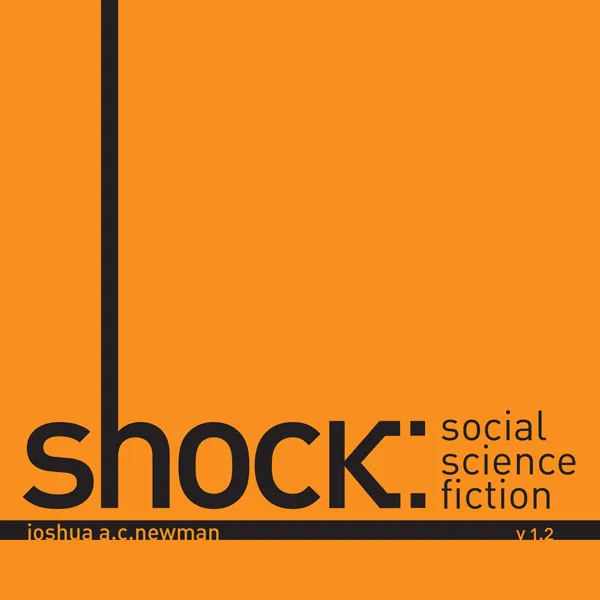 shock:
social
science
fiction
joshua a.c.newman
v 1.2